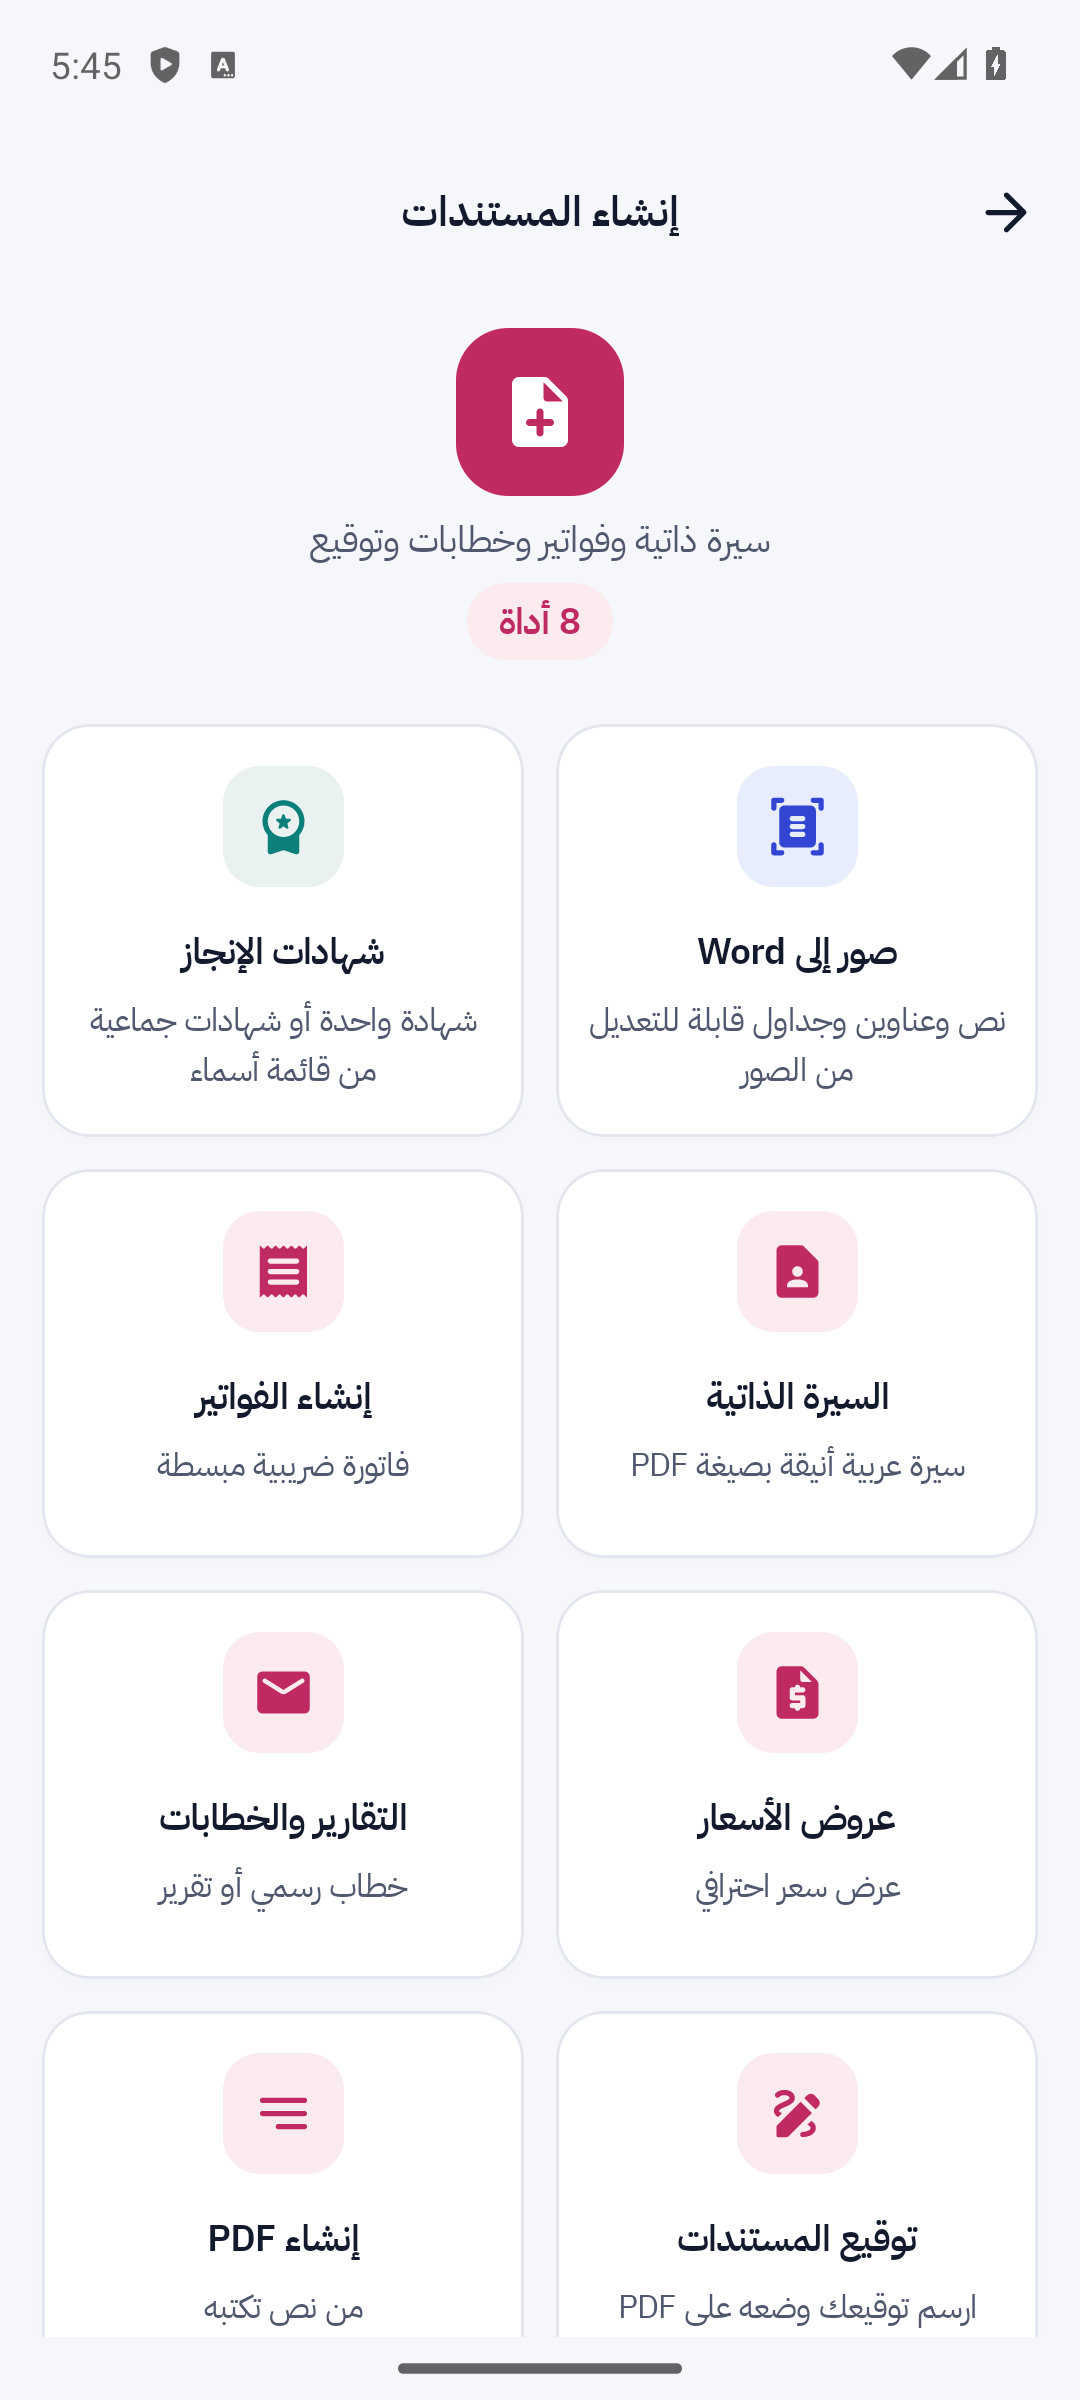 5:45
إنشاء المستندات
سيرة ذاتية وفواتير وخطابات وتوقيع
8 أداة
صور إلى Word
نص وعناوين وجداول قابلة للتعديل
من الصور
شهادات الإنجاز
شهادة واحدة أو شهادات جماعية
من قائمة أسماء
السيرة الذاتية
سيرة عربية أنيقة بصيغة PDF
إنشاء الفواتير
فاتورة ضريبية مبسطة
عروض الأسعار
عرض سعر احترافي
التقارير والخطابات
خطاب رسمي أو تقرير
توقيع المستندات
ارسم توقيعك وضعه على PDF
إنشاء PDF
من نص تكتبه